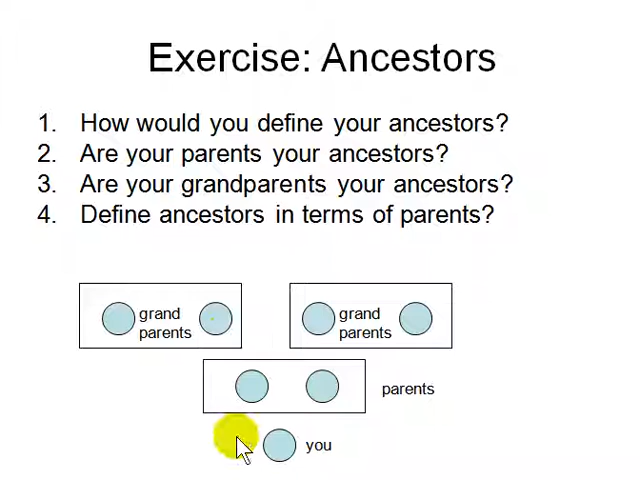 Exercise: Ancestors
1. How would you define your ancestors?
2. Are your parents your ancestors?
3. Are your grandparents your ancestors?
4. Define ancestors in terms of parents?
grand
parents
grand
parents
parents
you